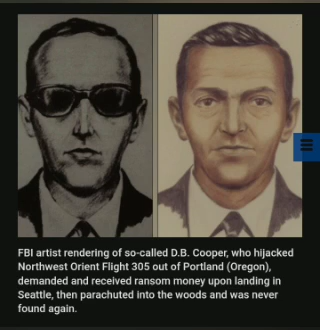 FBI artist rendering of so-called D.B. Cooper, who hijacked
Northwest Orient Flight 305 out of Portland (Oregon),
demanded and received ransom money upon landing in
Seattle, then parachuted into the woods and was never
found again.